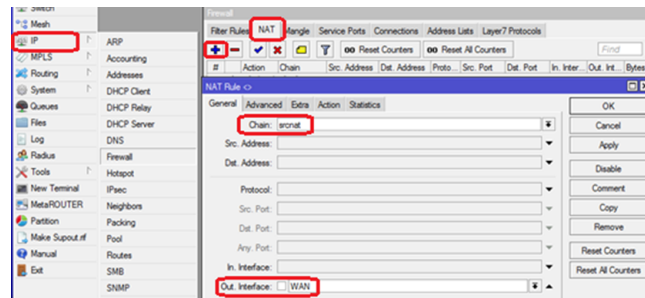 Switch
Mesh
IP
MPLS
Routing
System
Queues
Files
Log
Radius
Tools
New Terminal
MetaROUTER
Partition
Make Supout.rif
Manual
Exit
ARP
Accounting
Addresses
DHCP Client
DHCP Relay
DHCP Server
DNS
Firewall
Hotspot
IPsec
Neighbors
Packing
Pool
Routes
SMB
SNMP
Firewall
Filter Rules NAT Mangle Service Ports Connections Address Lists Layer7 Protocols
00 Reset Counters 00 Reset All Counters Find
# Action Chain Src. Address Dst. Address Proto... Src. Port Dst. Port In. Inter... Out. Int... Bytes
NAT Rule <>
General Advanced Extra Action Statistics
Chain: srcnat
Src. Address:
Dst. Address:
Protocol:
Src. Port:
Dst. Port:
Any. Port:
In. Interface:
Out. Interface: WAN
OK
Cancel
Apply
Disable
Comment
Copy
Remove
Reset Counters
Reset All Counters